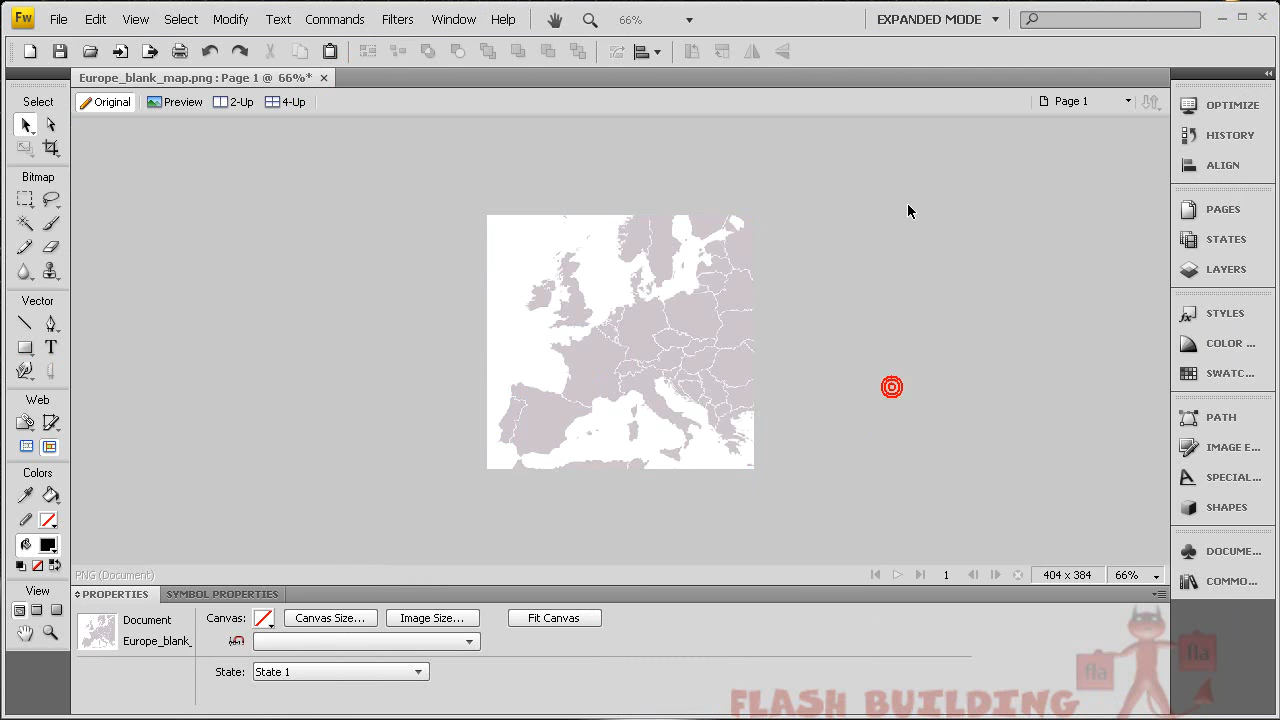 Fw File Edit View Select Modify Text Commands Filters Window Help 66% EXPANDED MODE
Europe_blank_map.png : Page 1 @ 66%*
Original Preview 2-Up 4-Up Page 1
Select
Bitmap
Vector
Web
Colors
View
OPTIMIZE
HISTORY
ALIGN
PAGES
STATES
LAYERS
STYLES
COLOR ...
SWATC...
PATH
IMAGE E...
SPECIAL...
SHAPES
DOCUME...
COMMO...
PNG (Document) 1 404 x 384 66%
PROPERTIES SYMBOL PROPERTIES
Document Canvas: Canvas Size... Image Size... Fit Canvas
Europe_blank_
State: State 1
fla fla
FLASH BUILDING